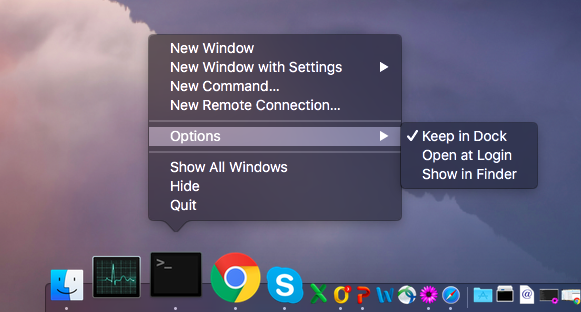 New Window
New Window with Settings
New Command...
New Remote Connection...
Options
Keep in Dock
Open at Login
Show in Finder
Show All Windows
Hide
Quit
>_